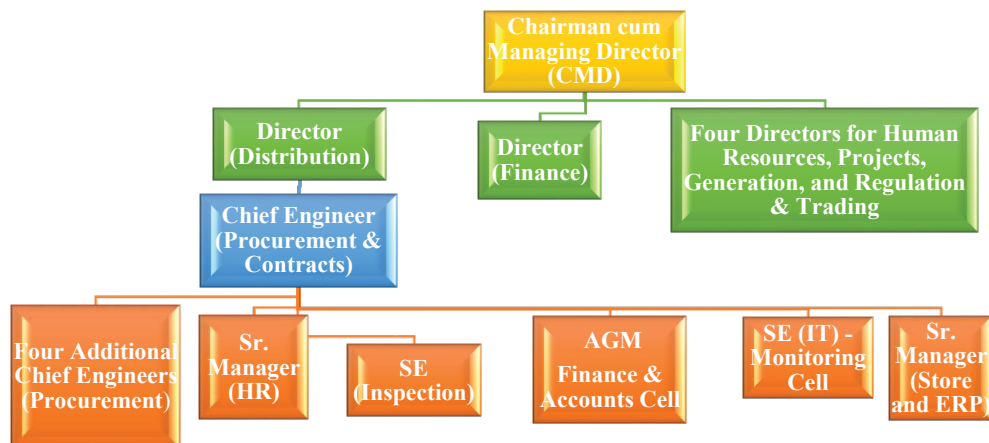 Chairman cum
Managing Director
(CMD)
Director
(Distribution)
Director
(Finance)
Four Directors for Human
Resources, Projects,
Generation, and Regulation
& Trading
Chief Engineer
(Procurement &
Contracts)
Four Additional
Chief Engineers
(Procurement)
Sr.
Manager
(HR)
SE
(Inspection)
AGM
Finance &
Accounts Cell
SE (IT) -
Monitoring
Cell
Sr.
Manager
(Store
and ERP)